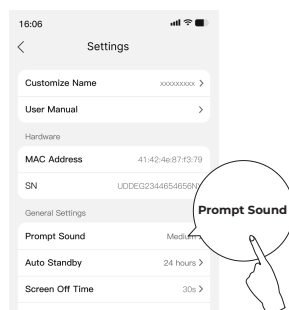 16:06
Settings
Customize Name xxxxxxxxx >
User Manual >
Hardware
MAC Address 41:42:4e:87:f3:79
SN UDDEG2344654656N
General Settings
Prompt Sound Medium
Prompt Sound
Auto Standby 24 hours >
Screen Off Time 30s >